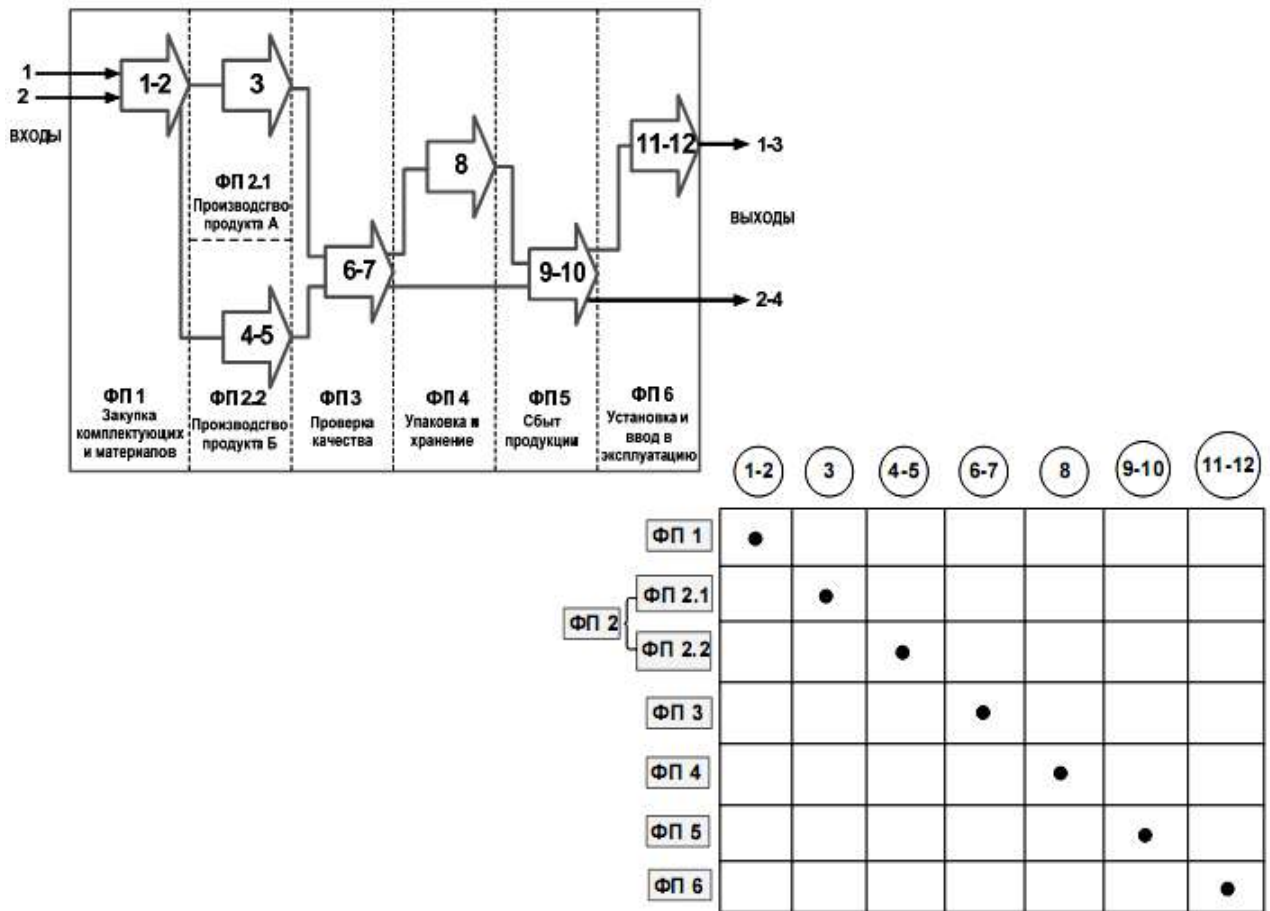 1
2
ВХОДЫ
1-2
3
ФП 2.1
Производство
продукта А
4-5
6-7
8
9-10
11-12
1-3
ВЫХОДЫ
2-4
ФП 1
Закупка
комплектующих
и материалов
ФП2.2
Производство
продукта Б
ФП 3
Проверка
качества
ФП 4
Упаковка и
хранение
ФП 5
Сбыт
продукции
ФП 6
Установка и
ввод в
эксплуатацию
1-2 3 4-5 6-7 8 9-10 11-12
ФП 1
ФП 2
ФП 2.1
ФП 2.2
ФП 3
ФП 4
ФП 5
ФП 6